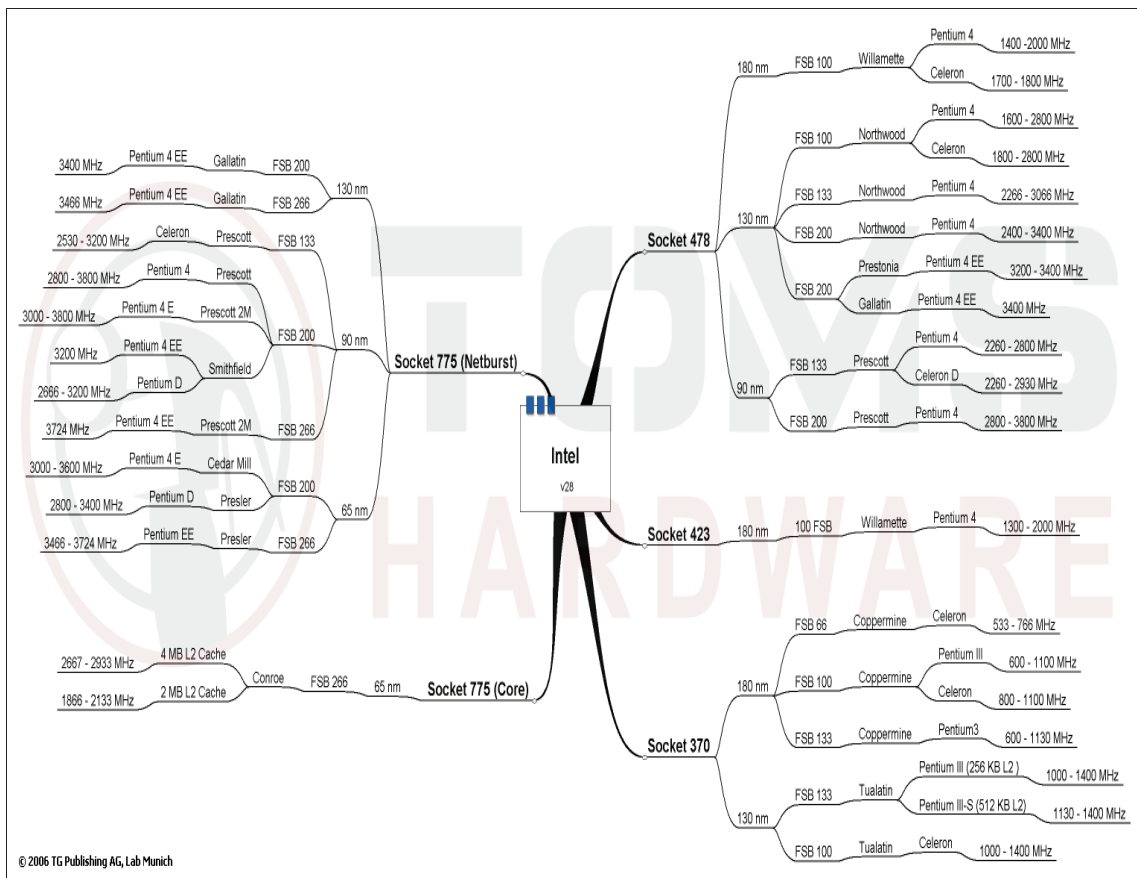 Intel
v28
Socket 478
180 nm
FSB 100
Willamette
Pentium 4
1400 -2000 MHz
Celeron
1700 - 1800 MHz
130 nm
FSB 100
Northwood
Pentium 4
1600 - 2800 MHz
Celeron
1800 - 2800 MHz
FSB 133
Northwood
Pentium 4
2266 - 3066 MHz
FSB 200
Northwood
Pentium 4
2400 - 3400 MHz
FSB 200
Prestonia
Pentium 4 EE
3200 - 3400 MHz
Gallatin
Pentium 4 EE
3400 MHz
90 nm
FSB 133
Prescott
Pentium 4
2260 - 2800 MHz
Celeron D
2260 - 2930 MHz
FSB 200
Prescott
Pentium 4
2800 - 3800 MHz
Socket 423
180 nm
100 FSB
Willamette
Pentium 4
1300 - 2000 MHz
Socket 370
180 nm
FSB 66
Coppermine
Celeron
533 - 766 MHz
FSB 100
Coppermine
Pentium III
600 - 1100 MHz
Celeron
800 - 1100 MHz
FSB 133
Coppermine
Pentium3
600 - 1130 MHz
130 nm
FSB 133
Tualatin
Pentium III (256 KB L2 )
1000 - 1400 MHz
Pentium III-S (512 KB L2)
1130 - 1400 MHz
FSB 100
Tualatin
Celeron
1000 - 1400 MHz
Socket 775 (Netburst)
130 nm
FSB 200
Gallatin
Pentium 4 EE
3400 MHz
FSB 266
Gallatin
Pentium 4 EE
3466 MHz
90 nm
FSB 133
Prescott
Celeron
2530 - 3200 MHz
FSB 200
Prescott
Pentium 4
2800 - 3800 MHz
Prescott 2M
Pentium 4 E
3000 - 3800 MHz
Smithfield
Pentium 4 EE
3200 MHz
Pentium D
2666 - 3200 MHz
FSB 266
Prescott 2M
Pentium 4 EE
3724 MHz
65 nm
FSB 200
Cedar Mill
Pentium 4 E
3000 - 3600 MHz
Presler
Pentium D
2800 - 3400 MHz
FSB 266
Presler
Pentium EE
3466 - 3724 MHz
Socket 775 (Core)
65 nm
FSB 266
Conroe
4 MB L2 Cache
2667 - 2933 MHz
2 MB L2 Cache
1866 - 2133 MHz
TOMS
HARDWARE
© 2006 TG Publishing AG, Lab Munich